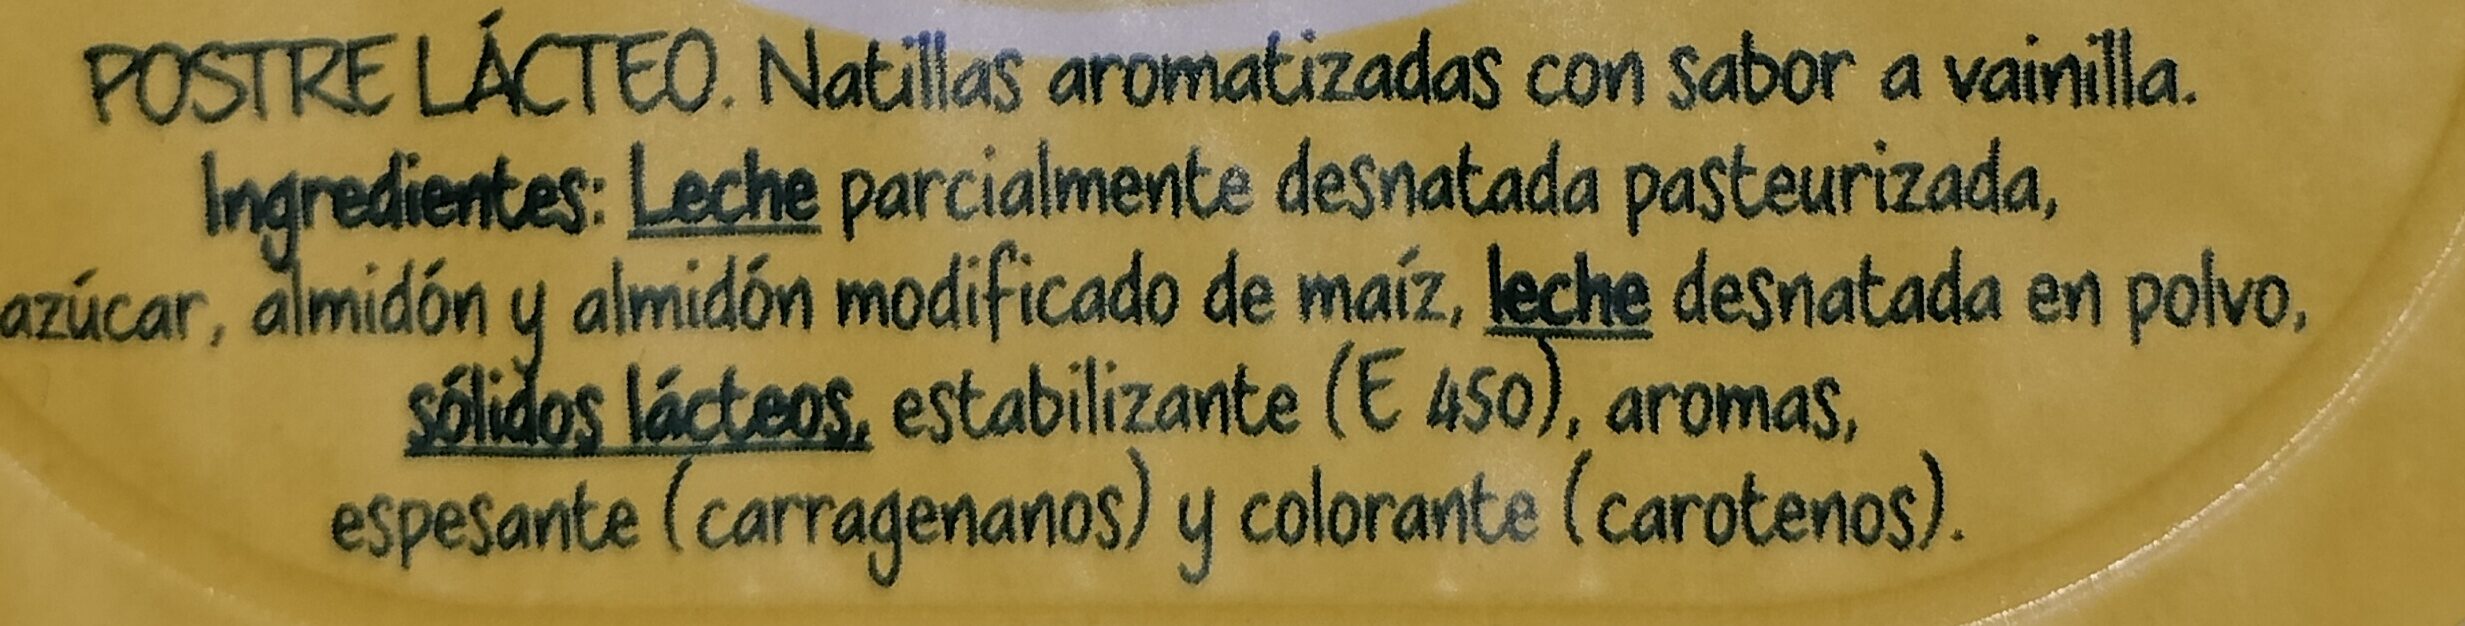 POSTRE LÁCTEO. Natillas aromatizadas con sabor a vainilla.
Ingredientes: Leche parcialmente desnatada pasteurizada,
azúcar, almidón y almidón modificado de maíz, leche desnatada en polvo,
sólidos lácteos, estabilizante (E 450), aromas,
espesante (carragenanos) y colorante (carotenos).